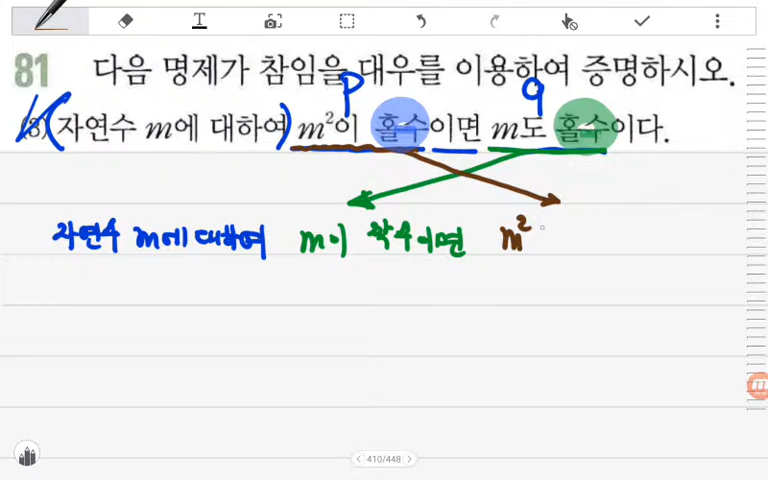 T
81 다음 명제가 참임을 대우를 이용하여 증명하시오.
p q
(3) (자연수 m에 대하여) m²이 홀수이면 m도 홀수이다.
자연수 m에 대하여 m이 짝수이면 m²
410/448